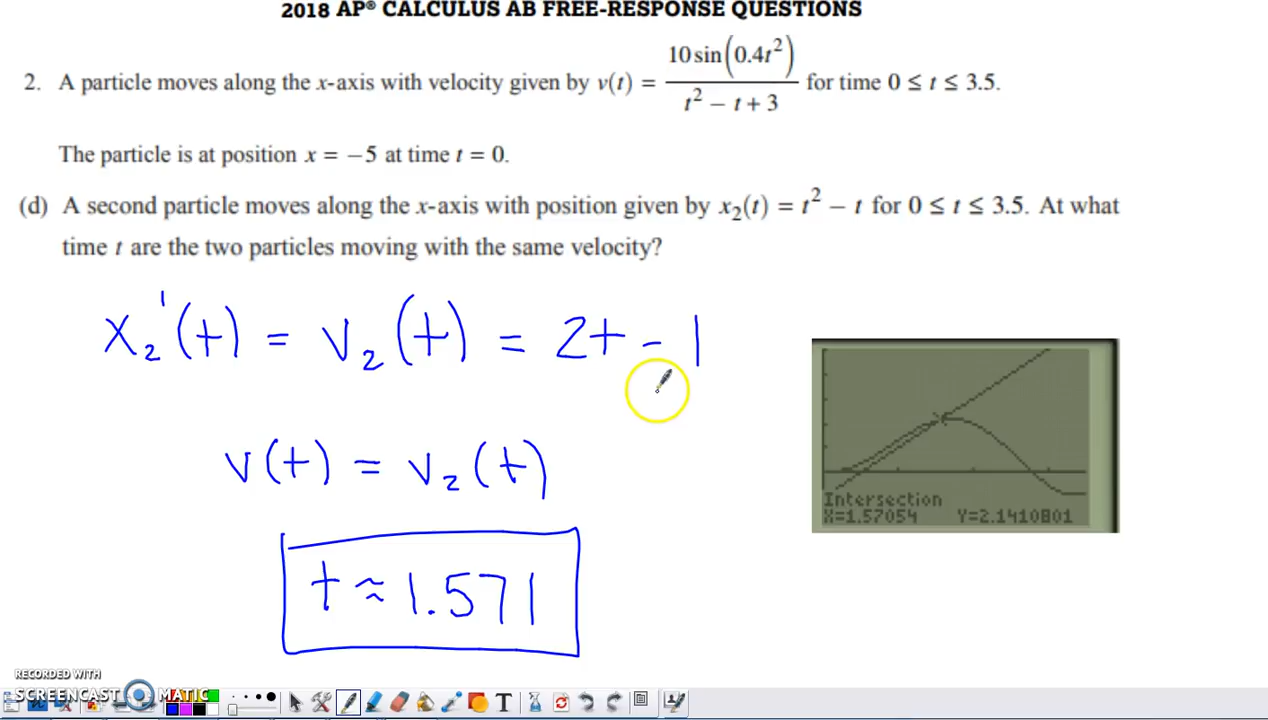 2018 AP® CALCULUS AB FREE-RESPONSE QUESTIONS
2. A particle moves along the x-axis with velocity given by v(t) = 10 sin(0.4t²) / t² − t + 3 for time 0 ≤ t ≤ 3.5.
The particle is at position x = −5 at time t = 0.
(d) A second particle moves along the x-axis with position given by x₂(t) = t² − t for 0 ≤ t ≤ 3.5. At what
time t are the two particles moving with the same velocity?
x₂'(t) = v₂(t) = 2t - 1
v(t) = v₂(t)
t ≈ 1.571
Intersection
X=1.57054 Y=2.1410801
RECORDED WITH
SCREENCAST MATIC
T